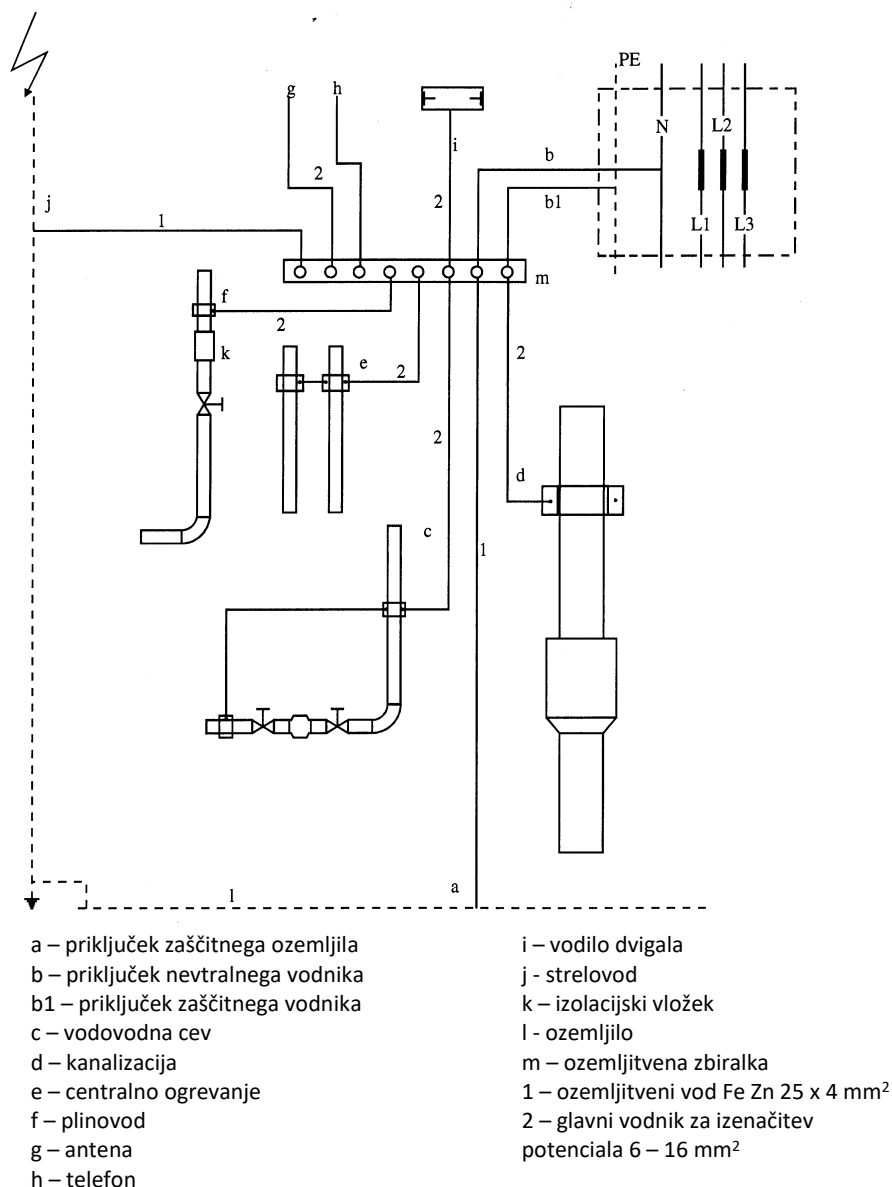 PE
g
h
N
L2
i
b
2
j
2
b1
1
L1
L3
m
f
2
k
e
2
2
2
d
c
1
l
a
a – priključek zaščitnega ozemljila
b – priključek nevtralnega vodnika
b1 – priključek zaščitnega vodnika
c – vodovodna cev
d – kanalizacija
e – centralno ogrevanje
f – plinovod
g – antena
h – telefon
i – vodilo dvigala
j - strelovod
k – izolacijski vložek
l - ozemljilo
m – ozemljitvena zbiralka
1 – ozemljitveni vod Fe Zn 25 x 4 mm²
2 – glavni vodnik za izenačitev
potenciala 6 – 16 mm²